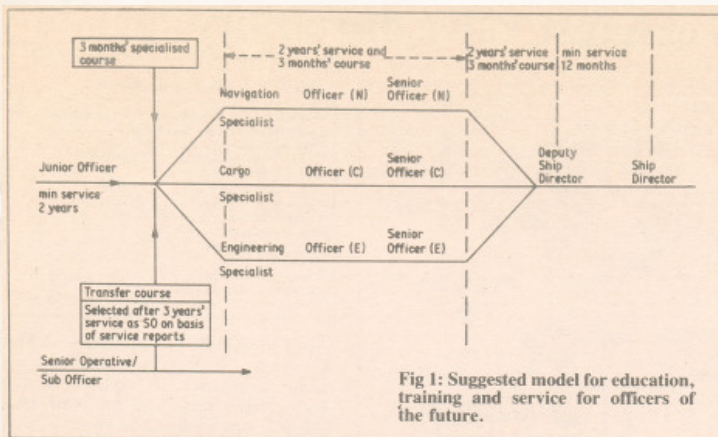 3 months' specialised
course
2 years' service and
3 months' course
2 years' service
3 months' course
min service
12 months
Navigation
Officer (N)
Senior
Officer (N)
Specialist
Junior Officer
min service
2 years
Cargo
Officer (C)
Senior
Officer (C)
Specialist
Deputy
Ship
Director
Ship
Director
Engineering
Officer (E)
Senior
Officer (E)
Specialist
Transfer course
Selected after 3 years'
service as SO on basis
of service reports
Senior Operative/
Sub Officer
Fig 1: Suggested model for education,
training and service for officers of
the future.